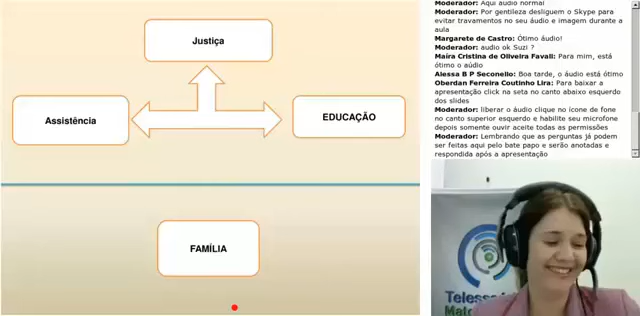 Justiça
Assistência
EDUCAÇÃO
FAMÍLIA
Moderador: Aqui áudio normal
Moderador: Por gentileza desliguem o Skype para
evitar travamentos no seu áudio e imagem durante a
aula
Margarete de Castro: Ótimo áudio!
Moderador: audio ok Suzi ?
Maíra Cristina de Oliveira Favali: Para mim, está
ótimo o aúdio
Alessa B P Seconello: Boa tarde, o áudio está ótimo
Oberdan Ferreira Coutinho Lira: Para baixar a
apresentação click na seta no canto abaixo esquerdo
dos slides
Moderador: liberar o áudio clique no ícone de fone
no canto superior esquerdo e habilite seu microfone
depois somente ouvir aceite todas as permissões
Moderador: Lembrando que as perguntas já podem
ser feitas aqui pelo bate papo e serão anotadas e
respondida após a apresentação